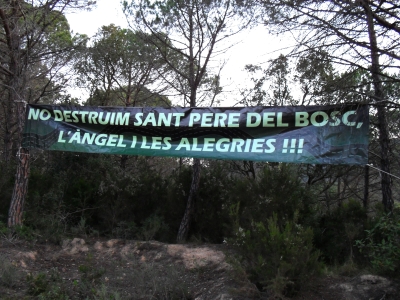 NO DESTRUIM SANT PERE DEL BOSC,
L'ÀNGEL I LES ALEGRIES !!!